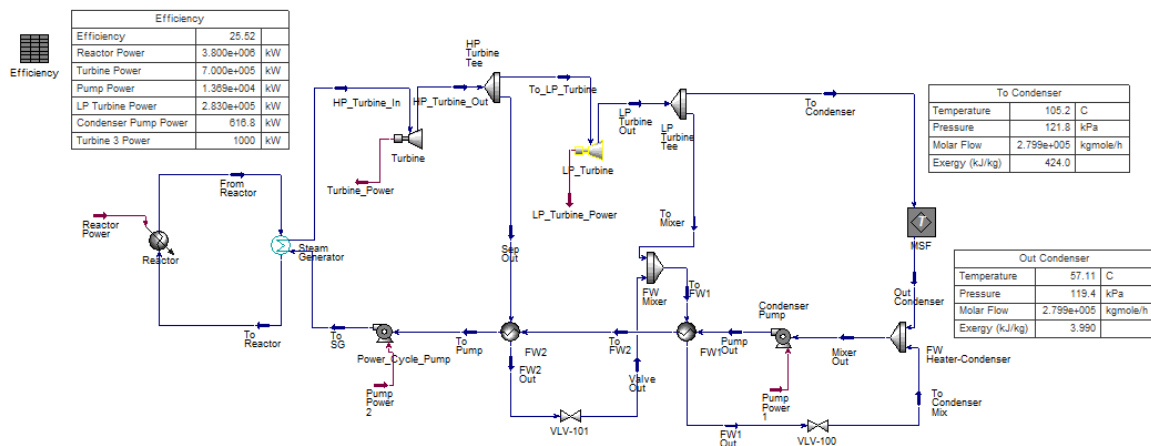 Efficiency
Efficiency 25.52
Reactor Power 3.800e+006 kW
Turbine Power 7.000e+005 kW
Pump Power 1.369e+004 kW
LP Turbine Power 2.830e+005 kW
Condenser Pump Power 616.8 kW
Turbine 3 Power 1000 kW
Efficiency
HP
Turbine
Tee
HP_Turbine_In
HP_Turbine_Out
To_LP_Turbine
LP
Turbine
Out
LP
Turbine
Tee
To
Condenser
To Condenser
Temperature 105.2 C
Pressure 121.8 kPa
Molar Flow 2.799e+005 kgmole/h
Exergy (kJ/kg) 424.0
Turbine
Turbine_Power
LP_Turbine
LP_Turbine_Power
From
Reactor
Reactor
Power
Reactor
Steam
Generator
To
Reactor
Sep
Out
To
Mixer
FW
Mixer
To
FW1
MSF
Out
Condenser
Out Condenser
Temperature 57.11 C
Pressure 119.4 kPa
Molar Flow 2.799e+005 kgmole/h
Exergy (kJ/kg) 3.990
Condenser
Pump
To
SG
Power_Cycle_Pump
To
Pump
FW2
To
FW2
FW1
Pump
Out
Mixer
Out
FW
Heater-Condenser
Pump
Power
2
FW2
Out
Valve
Out
VLV-101
Pump
Power
1
FW1
Out
VLV-100
To
Condenser
Mix